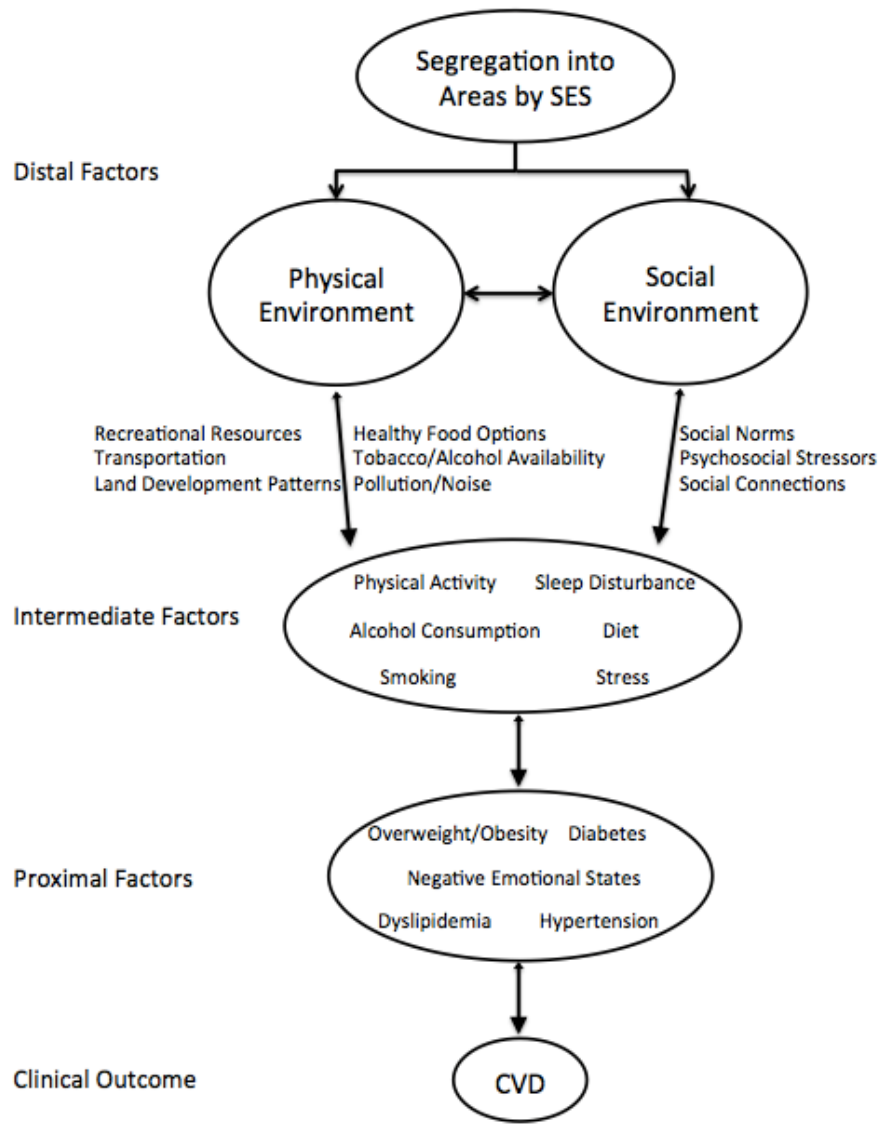 Segregation into
Areas by SES
Distal Factors
Physical
Environment
Social
Environment
Recreational Resources
Transportation
Land Development Patterns
Healthy Food Options
Tobacco/Alcohol Availability
Pollution/Noise
Social Norms
Psychosocial Stressors
Social Connections
Intermediate Factors
Physical Activity
Sleep Disturbance
Alcohol Consumption
Diet
Smoking
Stress
Proximal Factors
Overweight/Obesity
Diabetes
Negative Emotional States
Dyslipidemia
Hypertension
Clinical Outcome
CVD